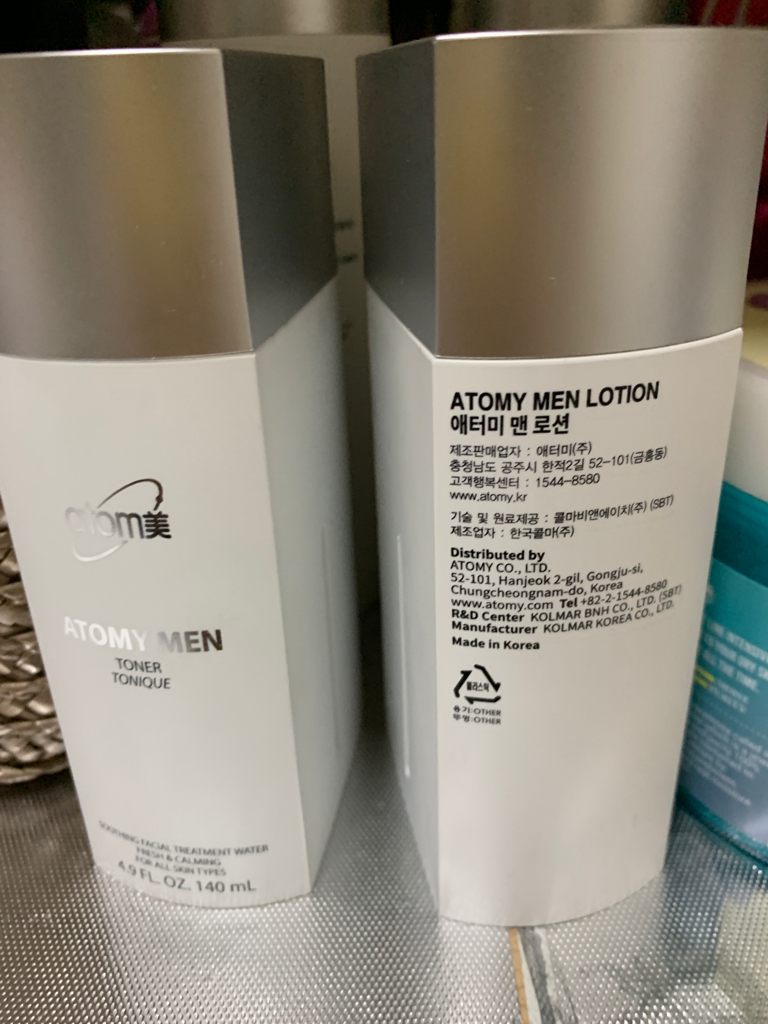 atom美
ATOMY MEN
TONER
TONIQUE
SOOTHING FACIAL TREATMENT WATER
FRESH & CALMING
FOR ALL SKIN TYPES
4.9 FL. OZ. 140 mL
ATOMY MEN LOTION
애터미 맨 로션
제조판매업자 : 애터미(주)
충청남도 공주시 한적2길 52-101(금흥동)
고객행복센터 : 1544-8580
www.atomy.kr
기술 및 원료제공 : 콜마비앤에이치(주) (SBT)
제조업자 : 한국콜마(주)
Distributed by
ATOMY CO., LTD.
52-101, Hanjeok 2-gil, Gongju-si,
Chungcheongnam-do, Korea
www.atomy.com Tel +82-2-1544-8580
R&D Center KOLMAR BNH CO., LTD. (SBT)
Manufacturer KOLMAR KOREA CO., LTD.
Made in Korea
플라스틱
용기:OTHER
뚜껑:OTHER
INTENSIVE
YOUR DRY
THE TIME.